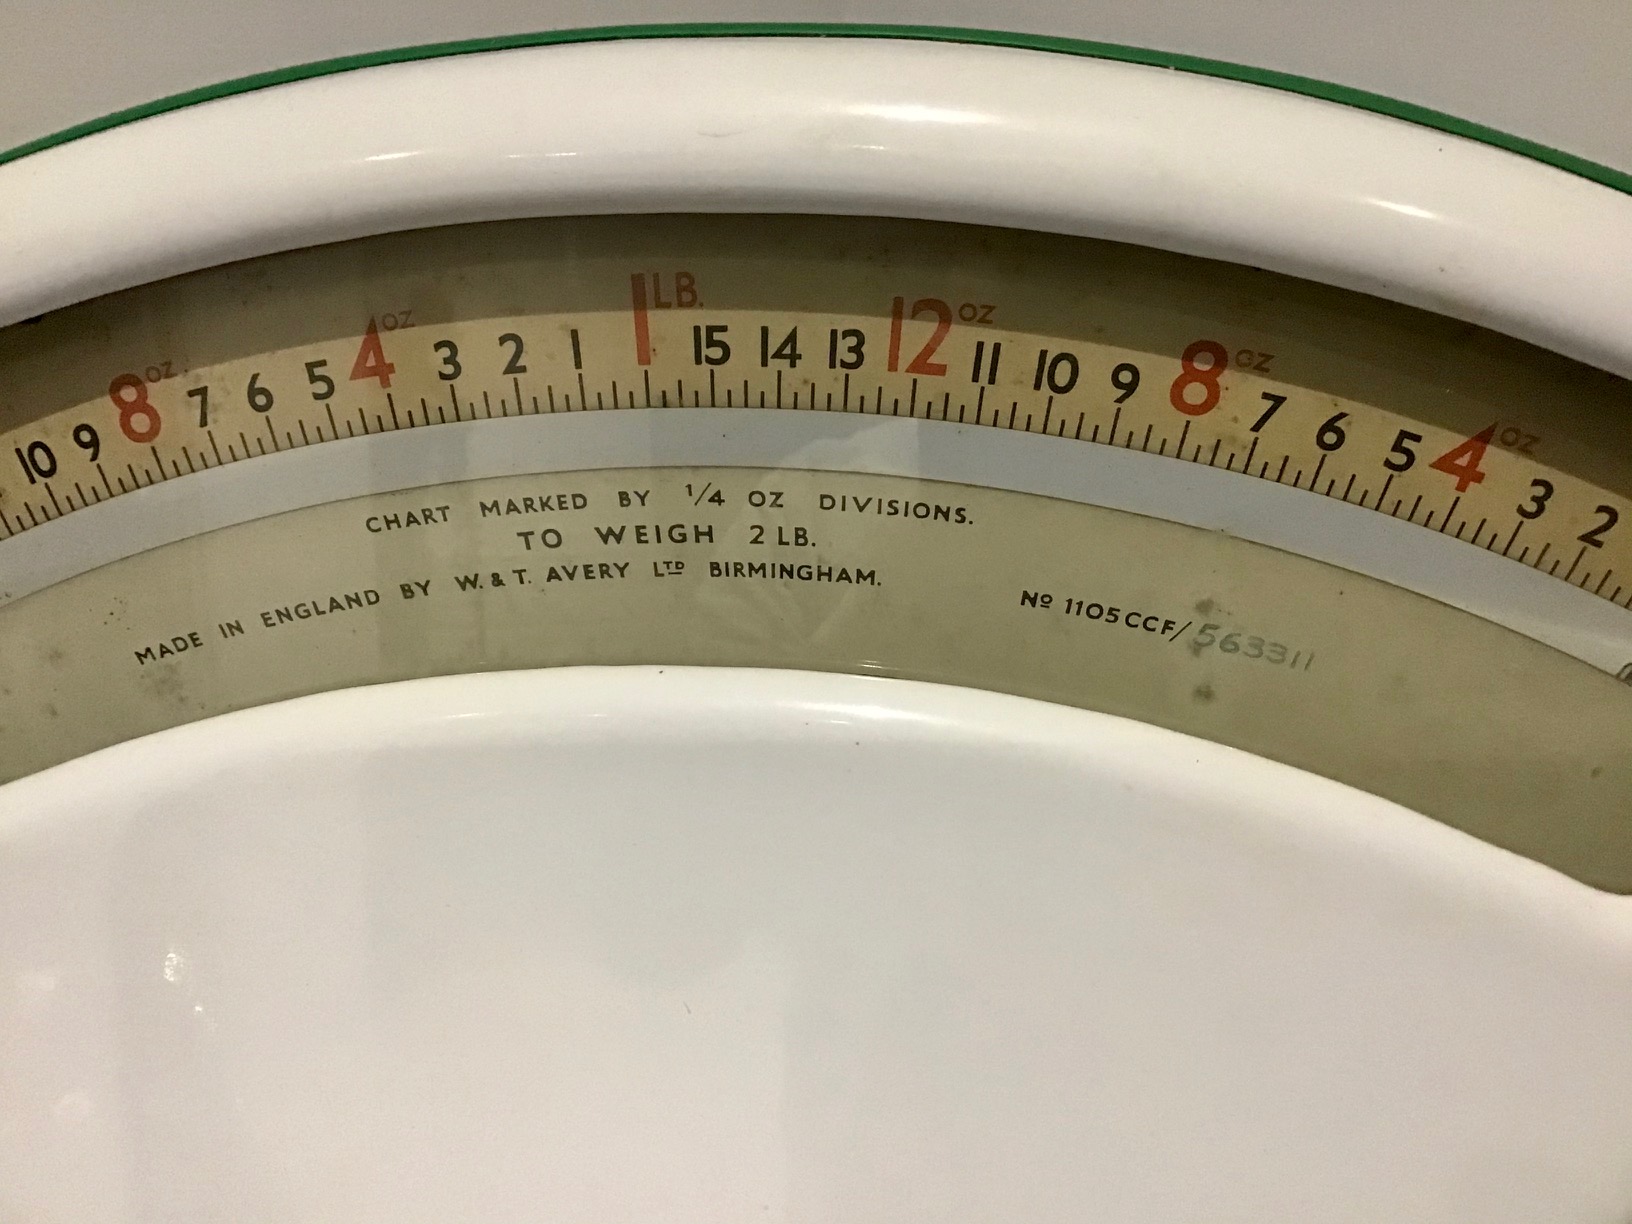 10 9 8 OZ. 7 6 5 4 OZ 3 2 1 1 LB. 15 14 13 12 OZ 11 10 9 8 OZ 7 6 5 4 OZ 3 2
CHART MARKED BY 1/4 OZ DIVISIONS.
TO WEIGH 2 LB.
MADE IN ENGLAND BY W. & T. AVERY LTD BIRMINGHAM.
No 1105CCF/563311